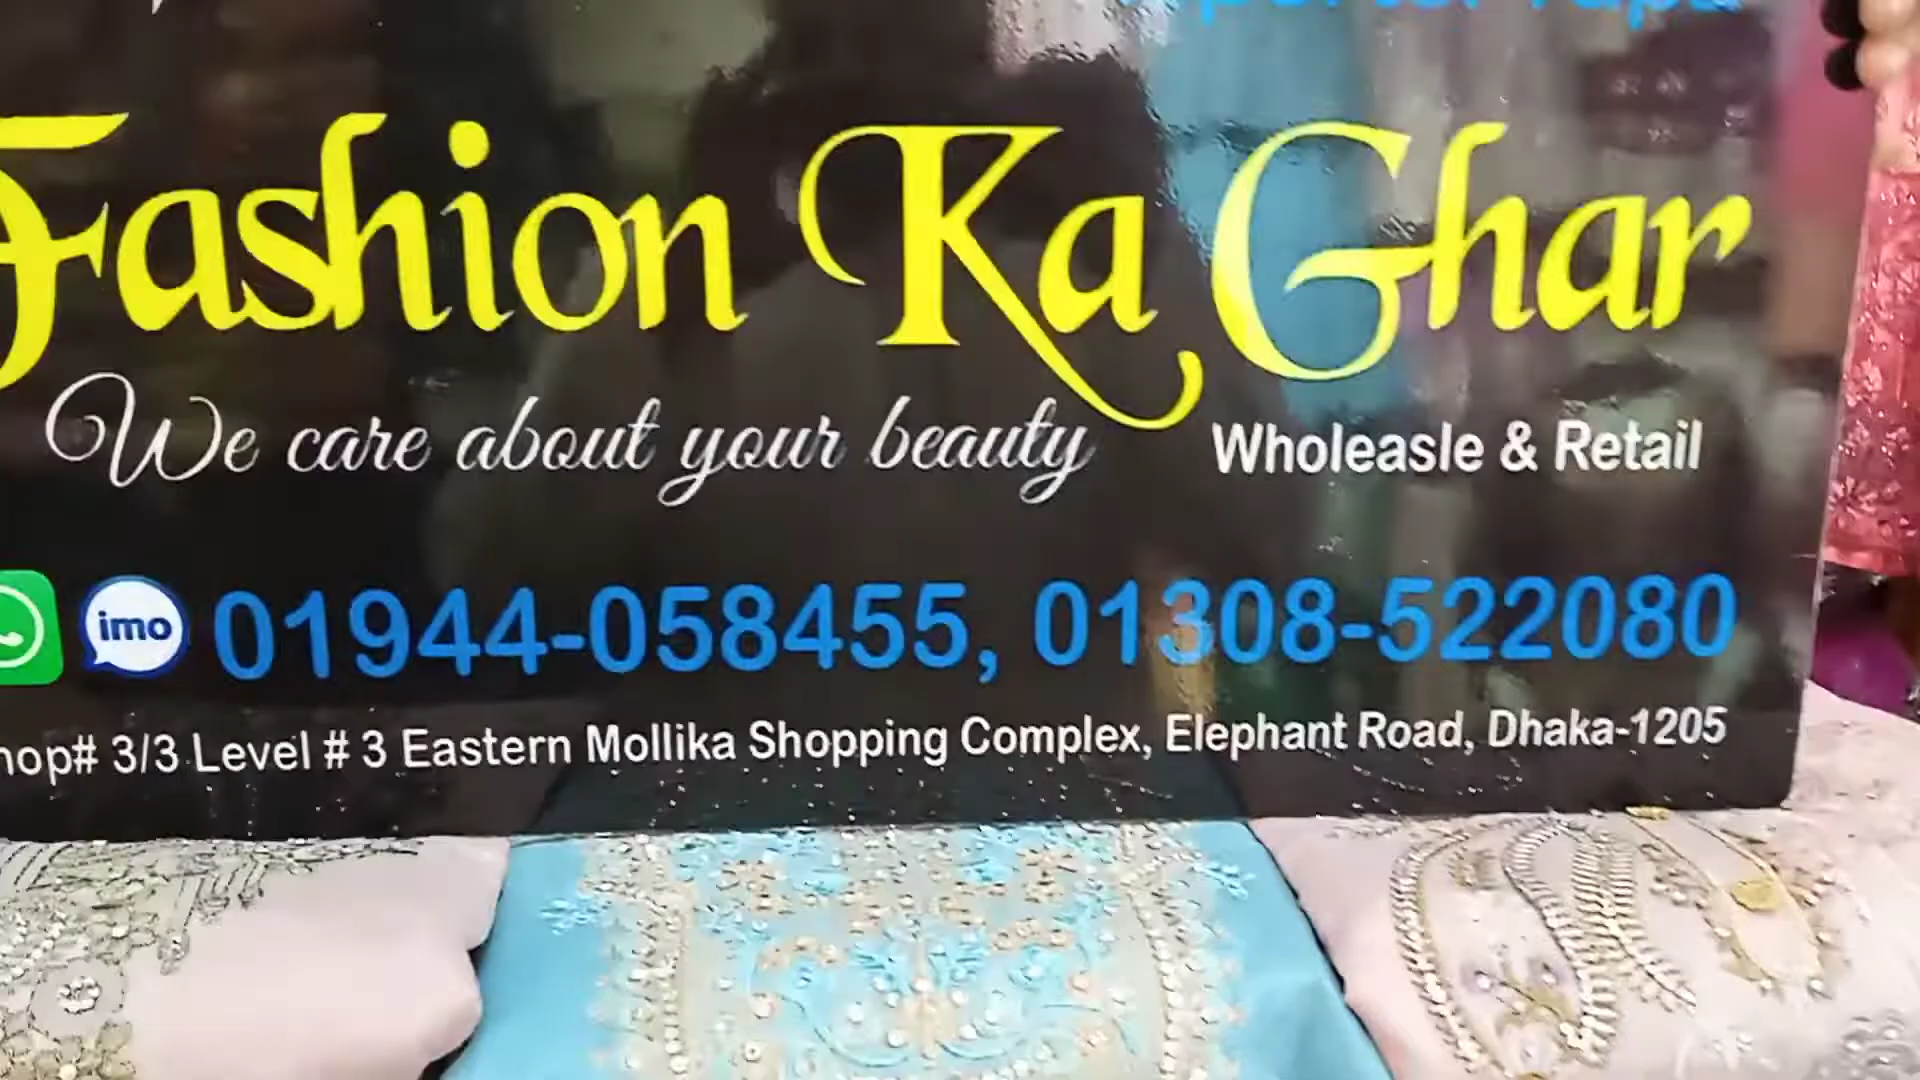 Fashion Ka Ghar
We care about your beauty
Wholeasle & Retail
imo 01944-058455, 01308-522080
hop# 3/3 Level # 3 Eastern Mollika Shopping Complex, Elephant Road, Dhaka-1205